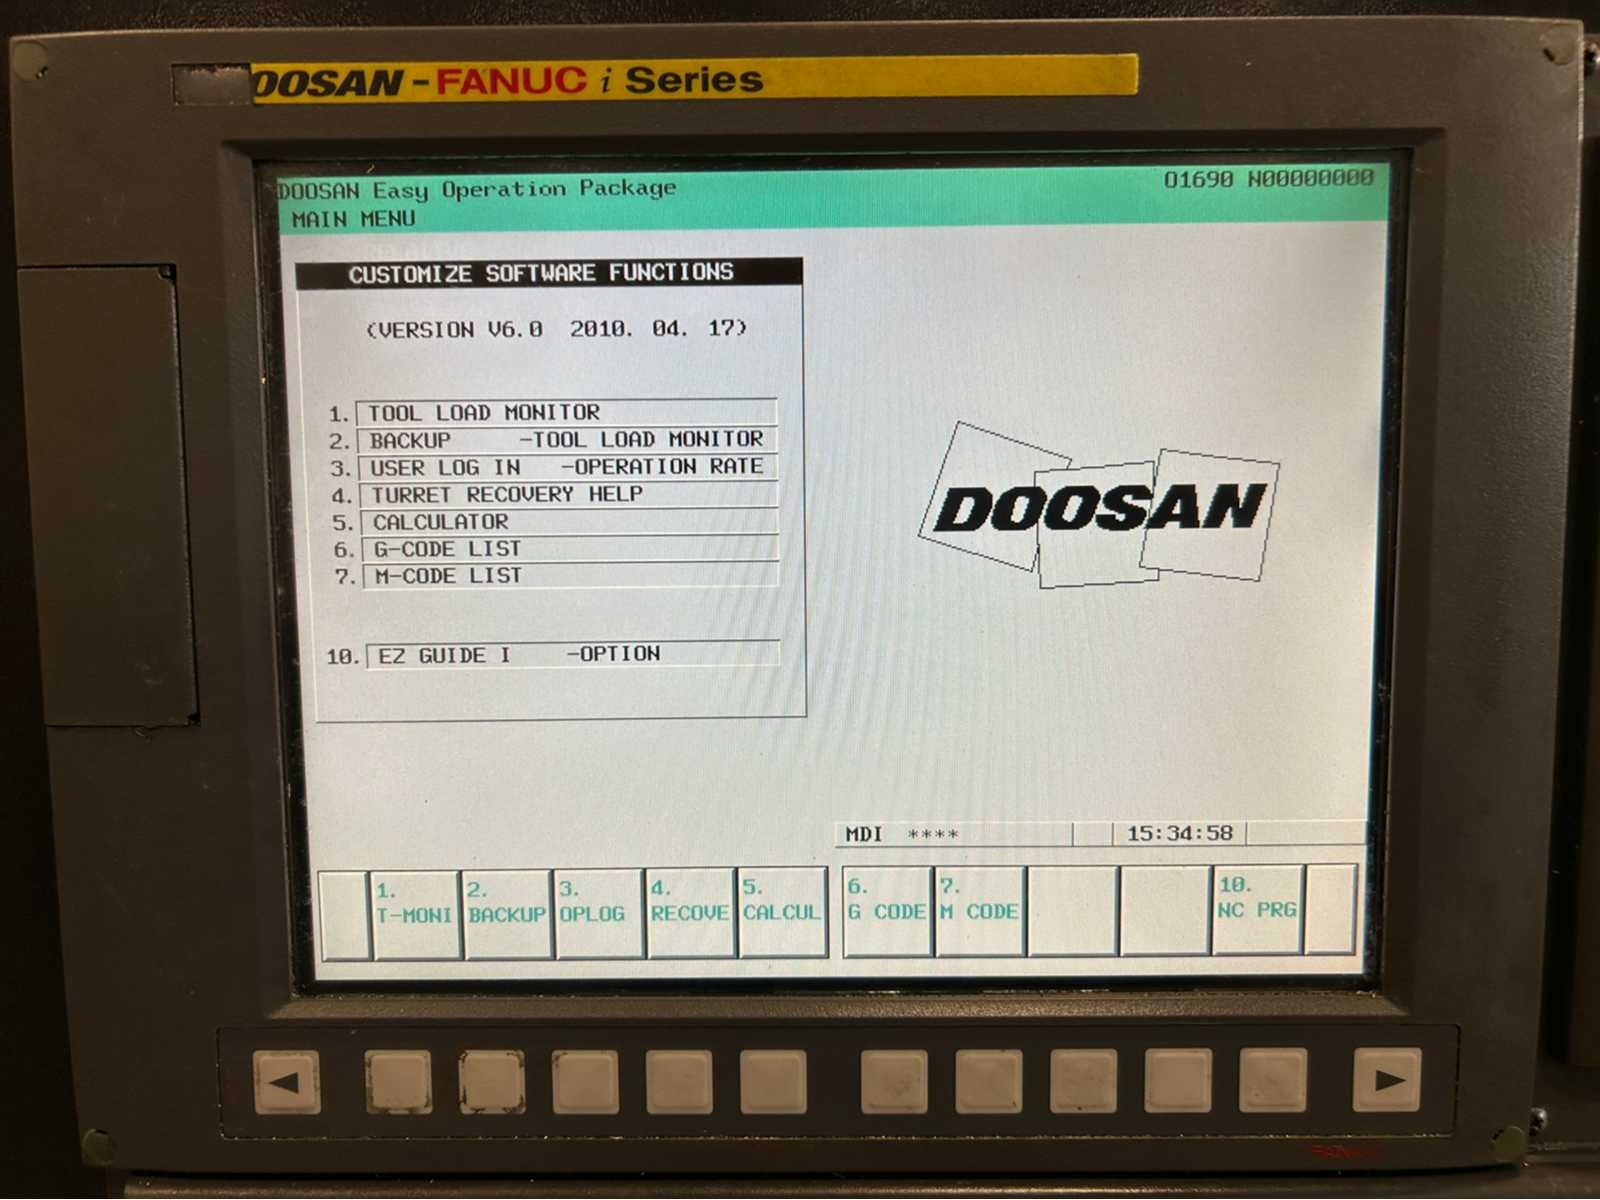 DOOSAN-FANUC i Series
DOOSAN Easy Operation Package
O1690 N00000000
MAIN MENU
CUSTOMIZE SOFTWARE FUNCTIONS
(VERSION V6.0 2010. 04. 17)
1. TOOL LOAD MONITOR
2. BACKUP -TOOL LOAD MONITOR
3. USER LOG IN -OPERATION RATE
4. TURRET RECOVERY HELP
5. CALCULATOR
6. G-CODE LIST
7. M-CODE LIST
10. EZ GUIDE I -OPTION
DOOSAN
MDI ****
15:34:58
1. T-MONI
2. BACKUP
3. OPLOG
4. RECOVE
5. CALCUL
6. G CODE
7. M CODE
10. NC PRG
FANUC